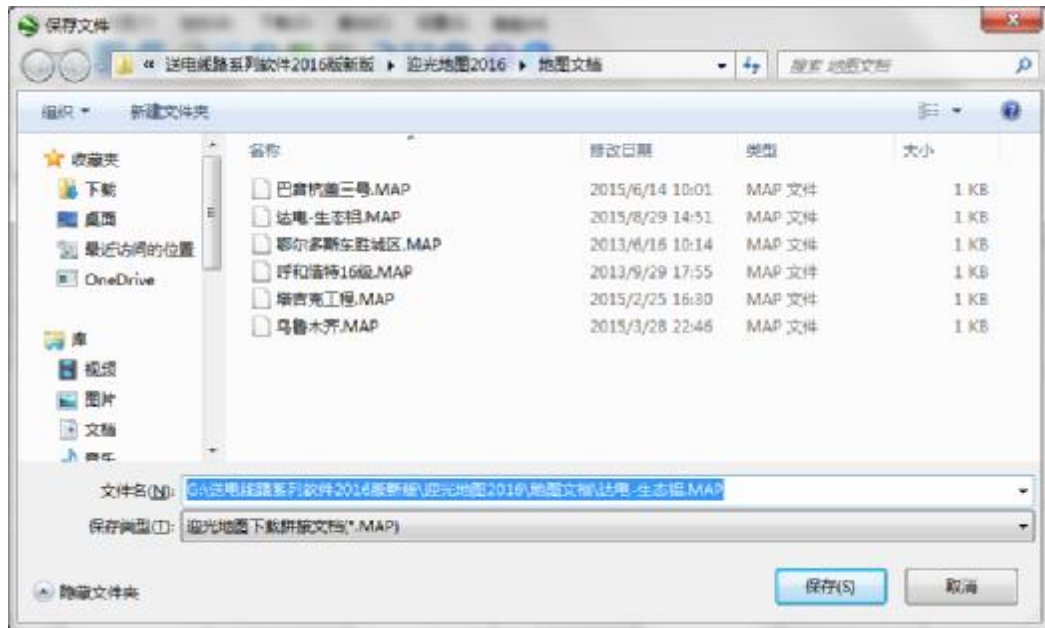 保存文件
« 送电线路系列软件2016版新版 ▸ 迎光地图2016 ▸ 地图文档
搜索 地图文档
组织 新建文件夹
名称 修改日期 类型 大小
收藏夹
下载
桌面
最近访问的位置
OneDrive
库
视频
图片
文档
音乐
巴音杭盖三号.MAP 2015/6/14 10:01 MAP 文件 1 KB
达电-生态铝.MAP 2015/8/29 14:51 MAP 文件 1 KB
鄂尔多斯东胜城区.MAP 2013/6/16 10:14 MAP 文件 1 KB
呼和浩特16级.MAP 2013/9/29 17:55 MAP 文件 1 KB
塔吉克工程.MAP 2015/2/25 16:30 MAP 文件 1 KB
乌鲁木齐.MAP 2015/3/28 22:46 MAP 文件 1 KB
文件名(N): G:\送电线路系列软件2016版新版\迎光地图2016\地图文档\达电-生态铝.MAP
保存类型(T): 迎光地图下载拼接文档(*.MAP)
隐藏文件夹
保存(S) 取消